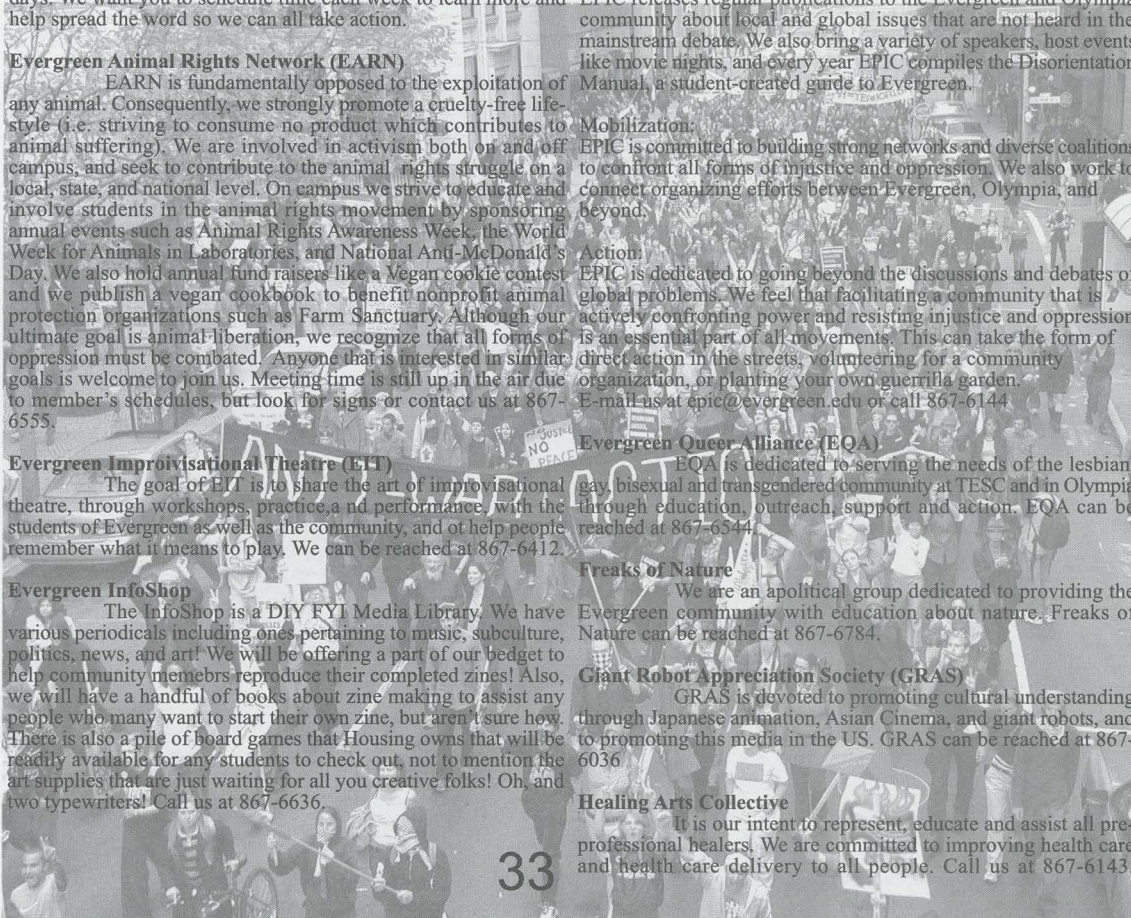 days. We want you to schedule time each week to learn more and
help spread the word so we can all take action.
Evergreen Animal Rights Network (EARN)
EARN is fundamentally opposed to the exploitation of
any animal. Consequently, we strongly promote a cruelty-free life-
style (i.e. striving to consume no product which contributes to
animal suffering). We are involved in activism both on and off
campus, and seek to contribute to the animal rights struggle on a
local, state, and national level. On campus we strive to educate and
involve students in the animal rights movement by sponsoring
annual events such as Animal Rights Awareness Week, the World
Week for Animals in Laboratories, and National Anti-McDonald's
Day. We also hold annual fund raisers like a Vegan cookie contest
and we publish a vegan cookbook to benefit nonprofit animal
protection organizations such as Farm Sanctuary. Although our
ultimate goal is animal liberation, we recognize that all forms of
oppression must be combated. Anyone that is interested in similar
goals is welcome to join us. Meeting time is still up in the air due
to member's schedules, but look for signs or contact us at 867-
6555.
Evergreen Improivisational Theatre (EIT)
The goal of EIT is to share the art of improvisational
theatre, through workshops, practice,a nd performance, with the
students of Evergreen as well as the community, and ot help people
remember what it means to play. We can be reached at 867-6412.
Evergreen InfoShop
The InfoShop is a DIY FYI Media Library. We have
various periodicals including ones pertaining to music, subculture,
politics, news, and art! We will be offering a part of our bedget to
help community memebrs reproduce their completed zines! Also,
we will have a handful of books about zine making to assist any
people who many want to start their own zine, but aren't sure how.
There is also a pile of board games that Housing owns that will be
readily available for any students to check out, not to mention the
art supplies that are just waiting for all you creative folks! Oh, and
two typewriters! Call us at 867-6636.
EPIC releases regular publications to the Evergreen and Olympia
community about local and global issues that are not heard in the
mainstream debate. We also bring a variety of speakers, host events
like movie nights, and every year EPIC compiles the Disorientation
Manual, a student-created guide to Evergreen.
Mobilization:
EPIC is committed to building strong networks and diverse coalitions
to confront all forms of injustice and oppression. We also work to
connect organizing efforts between Evergreen, Olympia, and
beyond.
Action:
EPIC is dedicated to going beyond the discussions and debates of
global problems. We feel that facilitating a community that is
actively confronting power and resisting injustice and oppression
is an essential part of all movements. This can take the form of
direct action in the streets, volunteering for a community
organization, or planting your own guerrilla garden.
E-mail us at epic@evergreen.edu or call 867-6144
Evergreen Queer Alliance (EQA)
EQA is dedicated to serving the needs of the lesbian,
gay, bisexual and transgendered community at TESC and in Olympia
through education, outreach, support and action. EQA can be
reached at 867-6544.
Freaks of Nature
We are an apolitical group dedicated to providing the
Evergreen community with education about nature. Freaks of
Nature can be reached at 867-6784.
Giant Robot Appreciation Society (GRAS)
GRAS is devoted to promoting cultural understanding
through Japanese animation, Asian Cinema, and giant robots, and
to promoting this media in the US. GRAS can be reached at 867-
6036
Healing Arts Collective
It is our intent to represent, educate and assist all pre-
professional healers. We are committed to improving health care
and health care delivery to all people. Call us at 867-6143.
NO JUSTICE
NO
PEACE
ANTI-WAR ACTIO
33